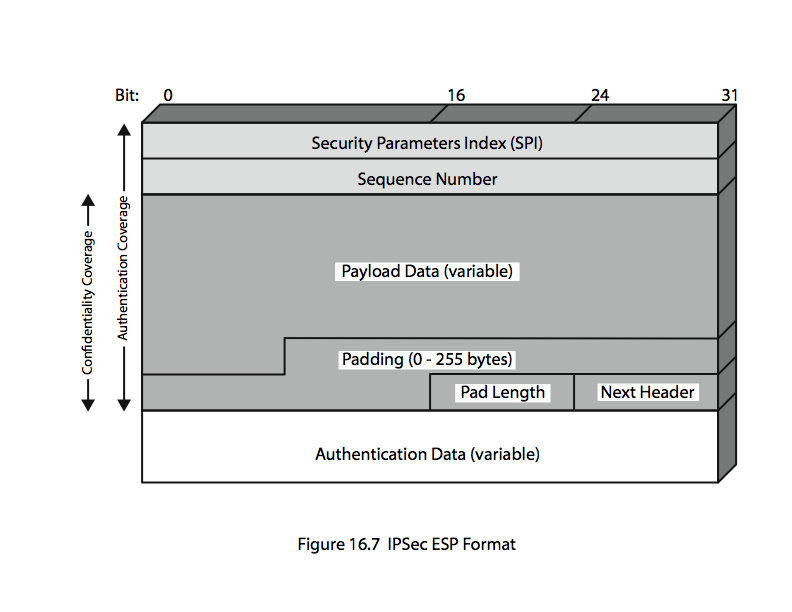 Bit: 0 16 24 31
Security Parameters Index (SPI)
Sequence Number
Confidentiality Coverage
Authentication Coverage
Payload Data (variable)
Padding (0 - 255 bytes)
Pad Length
Next Header
Authentication Data (variable)
Figure 16.7 IPSec ESP Format